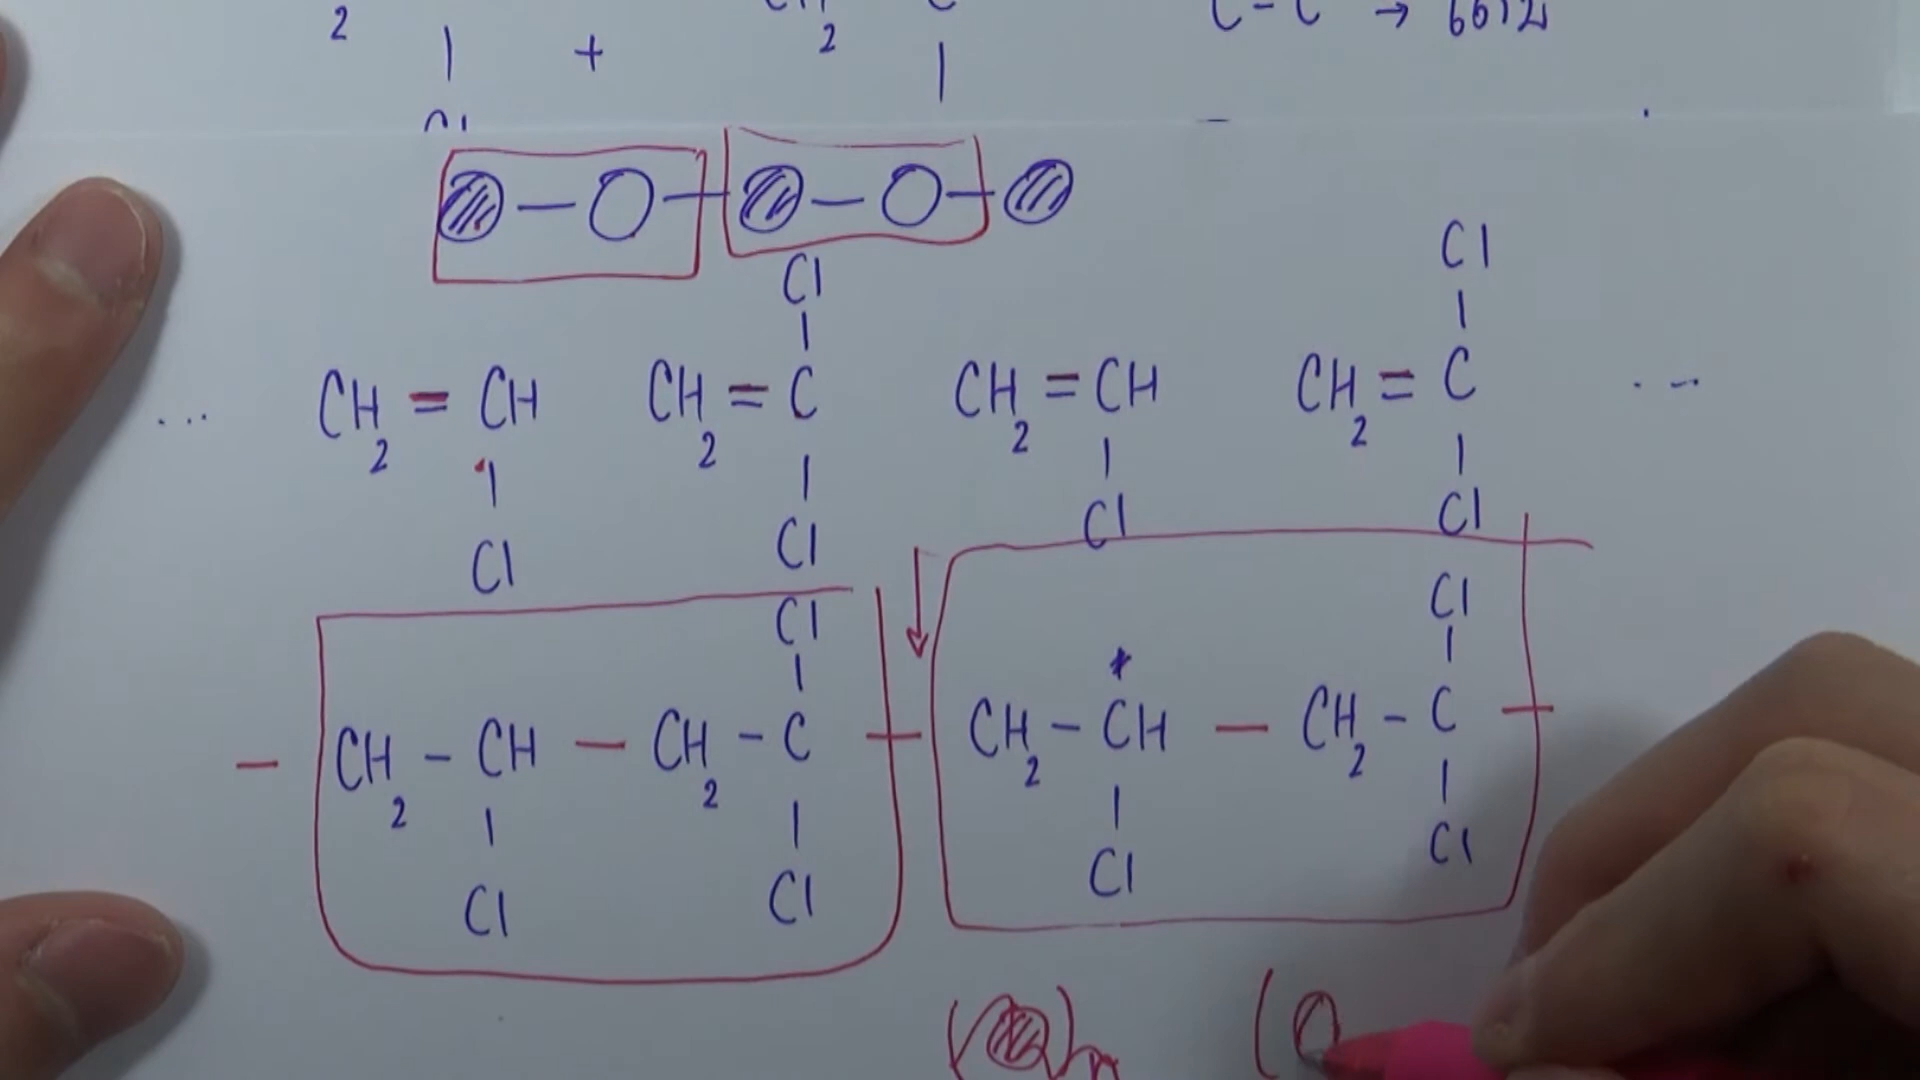 2 + 2 C-C →
Cl Cl
CH2 = CH CH2 = C CH2 = CH CH2 = C
Cl Cl Cl Cl
Cl Cl
- CH2 - CH - CH2 - C - CH2 - CH - CH2 - C -
Cl Cl Cl Cl
( )n (